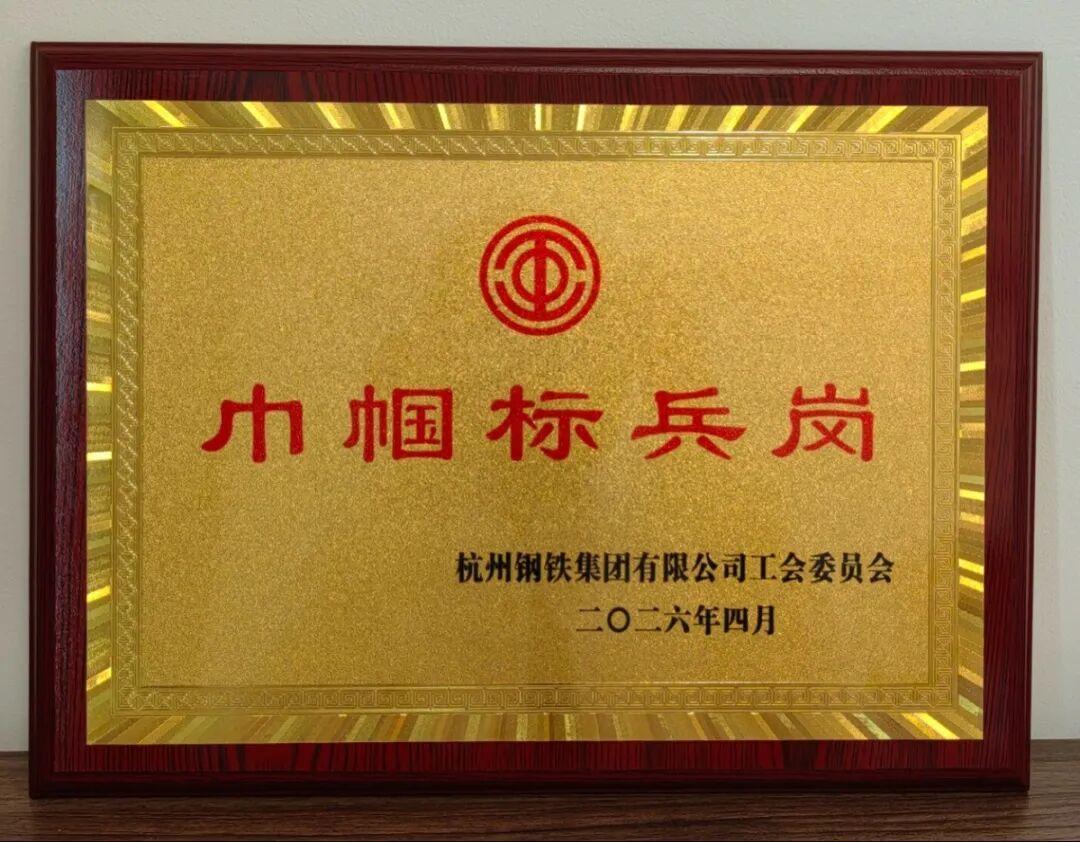 巾帼标兵岗
杭州钢铁集团有限公司工会委员会
二〇二六年四月